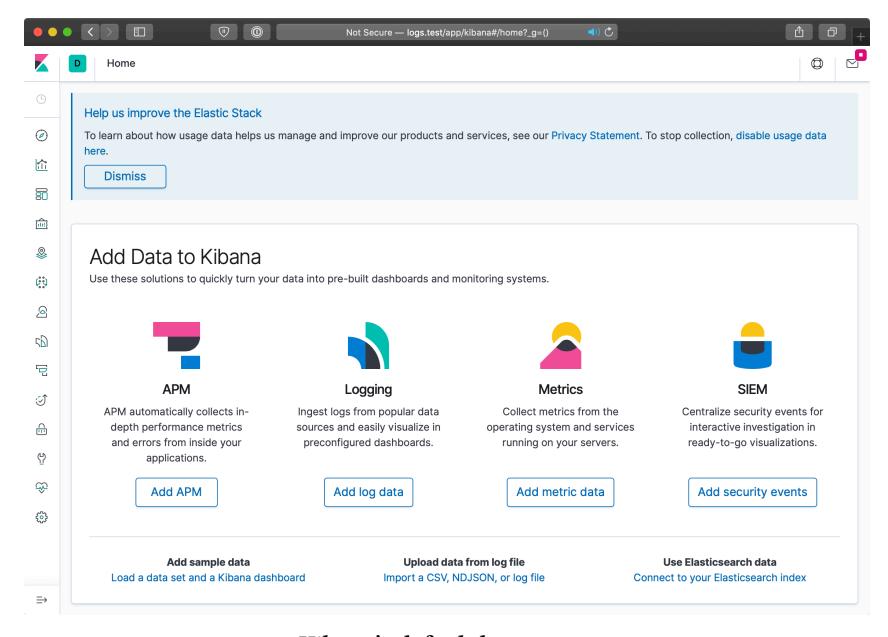 Not Secure — logs.test/app/kibana#/home?_g=()
D
Home
Help us improve the Elastic Stack
To learn about how usage data helps us manage and improve our products and services, see our Privacy Statement. To stop collection, disable usage data
here.
Dismiss
Add Data to Kibana
Use these solutions to quickly turn your data into pre-built dashboards and monitoring systems.
APM
APM automatically collects in-
depth performance metrics
and errors from inside your
applications.
Add APM
Logging
Ingest logs from popular data
sources and easily visualize in
preconfigured dashboards.
Add log data
Metrics
Collect metrics from the
operating system and services
running on your servers.
Add metric data
SIEM
Centralize security events for
interactive investigation in
ready-to-go visualizations.
Add security events
Add sample data
Load a data set and a Kibana dashboard
Upload data from log file
Import a CSV, NDJSON, or log file
Use Elasticsearch data
Connect to your Elasticsearch index